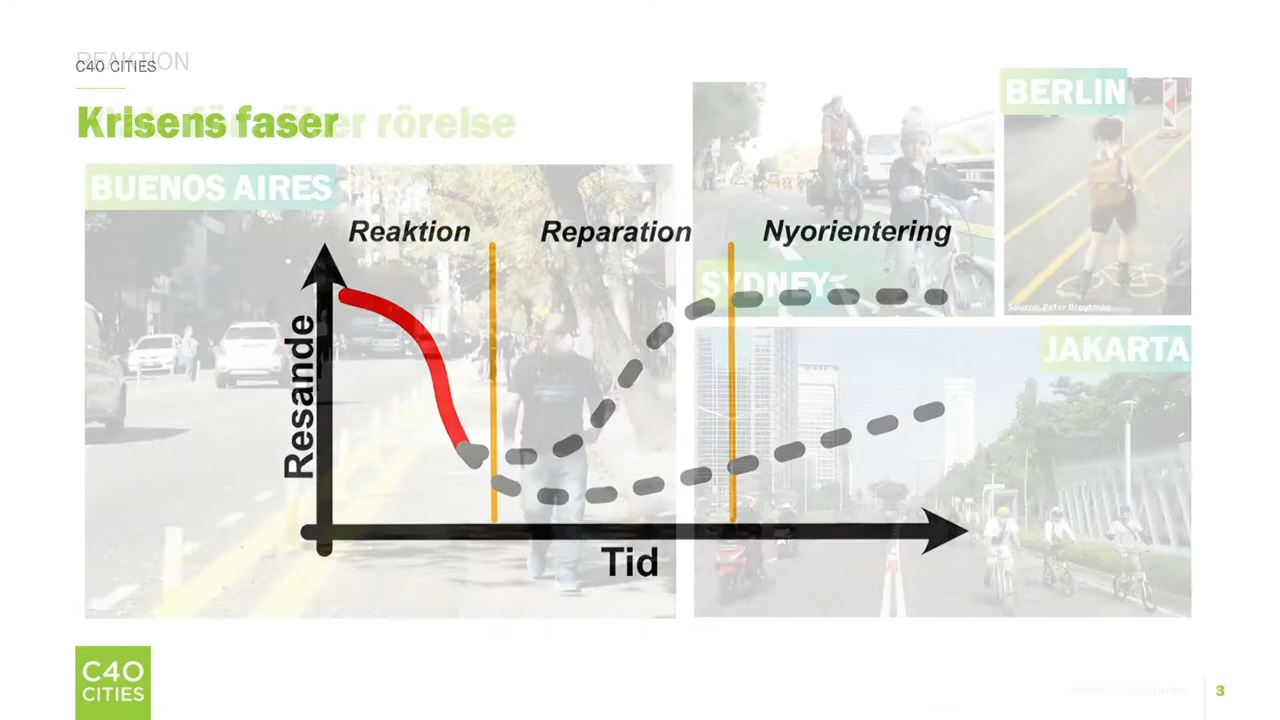 REAKTION
C40 CITIES
Krisens faser
rörelse
BUENOS AIRES
BERLIN
SYDNEY
Source: Peter Broytman
JAKARTA
Reaktion
Reparation
Nyorientering
Resande
Tid
C40
CITIES
3